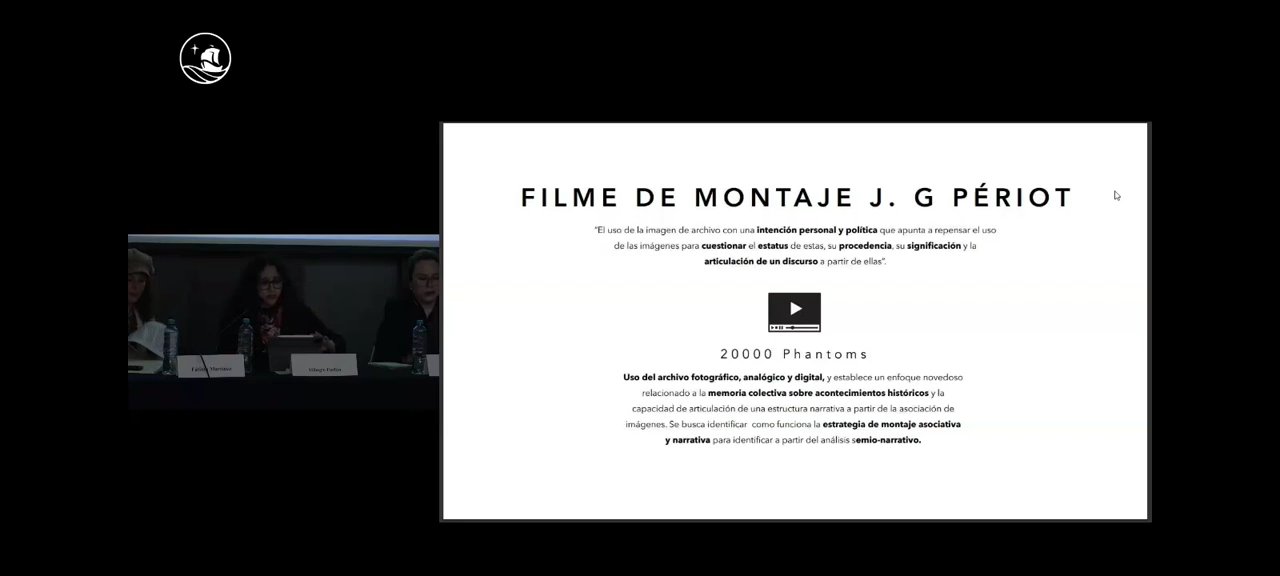 FILME DE MONTAJE J. G PÉRIOT
“El uso de la imagen de archivo con una intención personal y política que apunta a repensar el uso
de las imágenes para cuestionar el estatus de estas, su procedencia, su significación y la
articulación de un discurso a partir de ellas”.
20000 Phantoms
Uso del archivo fotográfico, analógico y digital, y establece un enfoque novedoso
relacionado a la memoria colectiva sobre acontecimientos históricos y la
capacidad de articulación de una estructura narrativa a partir de la asociación de
imágenes. Se busca identificar como funciona la estrategia de montaje asociativa
y narrativa para identificar a partir del análisis semio-narrativo.